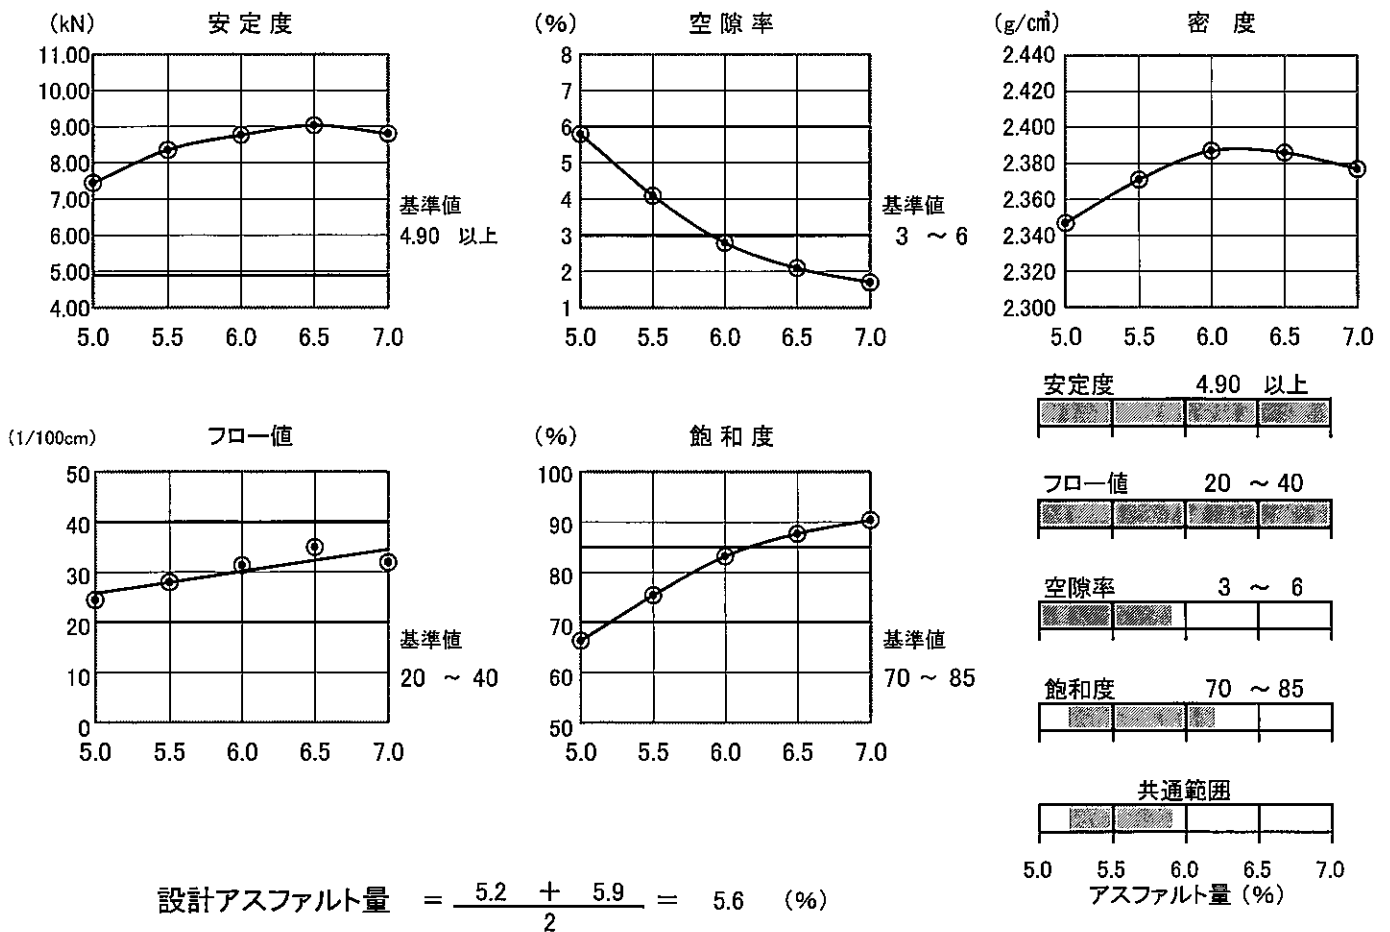 (kN) 安定度
11.00
10.00
9.00
8.00
7.00
6.00
5.00
4.00
5.0 5.5 6.0 6.5 7.0
基準値
4.90 以上
(%) 空隙率
8
7
6
5
4
3
2
1
5.0 5.5 6.0 6.5 7.0
基準値
3 ～ 6
(g/c㎥) 密 度
2.440
2.420
2.400
2.380
2.360
2.340
2.320
2.300
5.0 5.5 6.0 6.5 7.0
(1/100cm) フロー値
50
40
30
20
10
0
5.0 5.5 6.0 6.5 7.0
基準値
20 ～ 40
(%) 飽和度
100
90
80
70
60
50
5.0 5.5 6.0 6.5 7.0
基準値
70 ～ 85
安定度 4.90 以上
フロー値 20 ～ 40
空隙率 3 ～ 6
飽和度 70 ～ 85
共通範囲
5.0 5.5 6.0 6.5 7.0
アスファルト量 (%)
設計アスファルト量 = 5.2 + 5.9 = 5.6 (%)
2